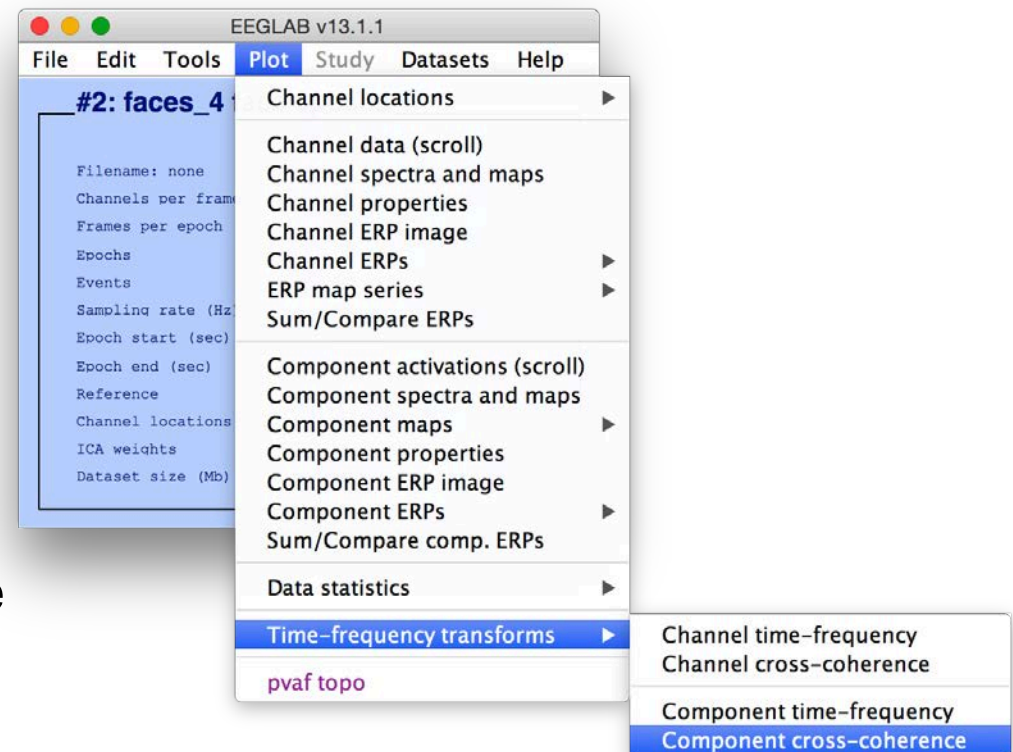 EEGLAB v13.1.1
File Edit Tools Plot Study Datasets Help
#2: faces_4
Filename: none
Channels per frame
Frames per epoch
Epochs
Events
Sampling rate (Hz)
Epoch start (sec)
Epoch end (sec)
Reference
Channel locations
ICA weights
Dataset size (Mb)
Channel locations
Channel data (scroll)
Channel spectra and maps
Channel properties
Channel ERP image
Channel ERPs
ERP map series
Sum/Compare ERPs
Component activations (scroll)
Component spectra and maps
Component maps
Component properties
Component ERP image
Component ERPs
Sum/Compare comp. ERPs
Data statistics
Time-frequency transforms
pvaf topo
Channel time-frequency
Channel cross-coherence
Component time-frequency
Component cross-coherence
e